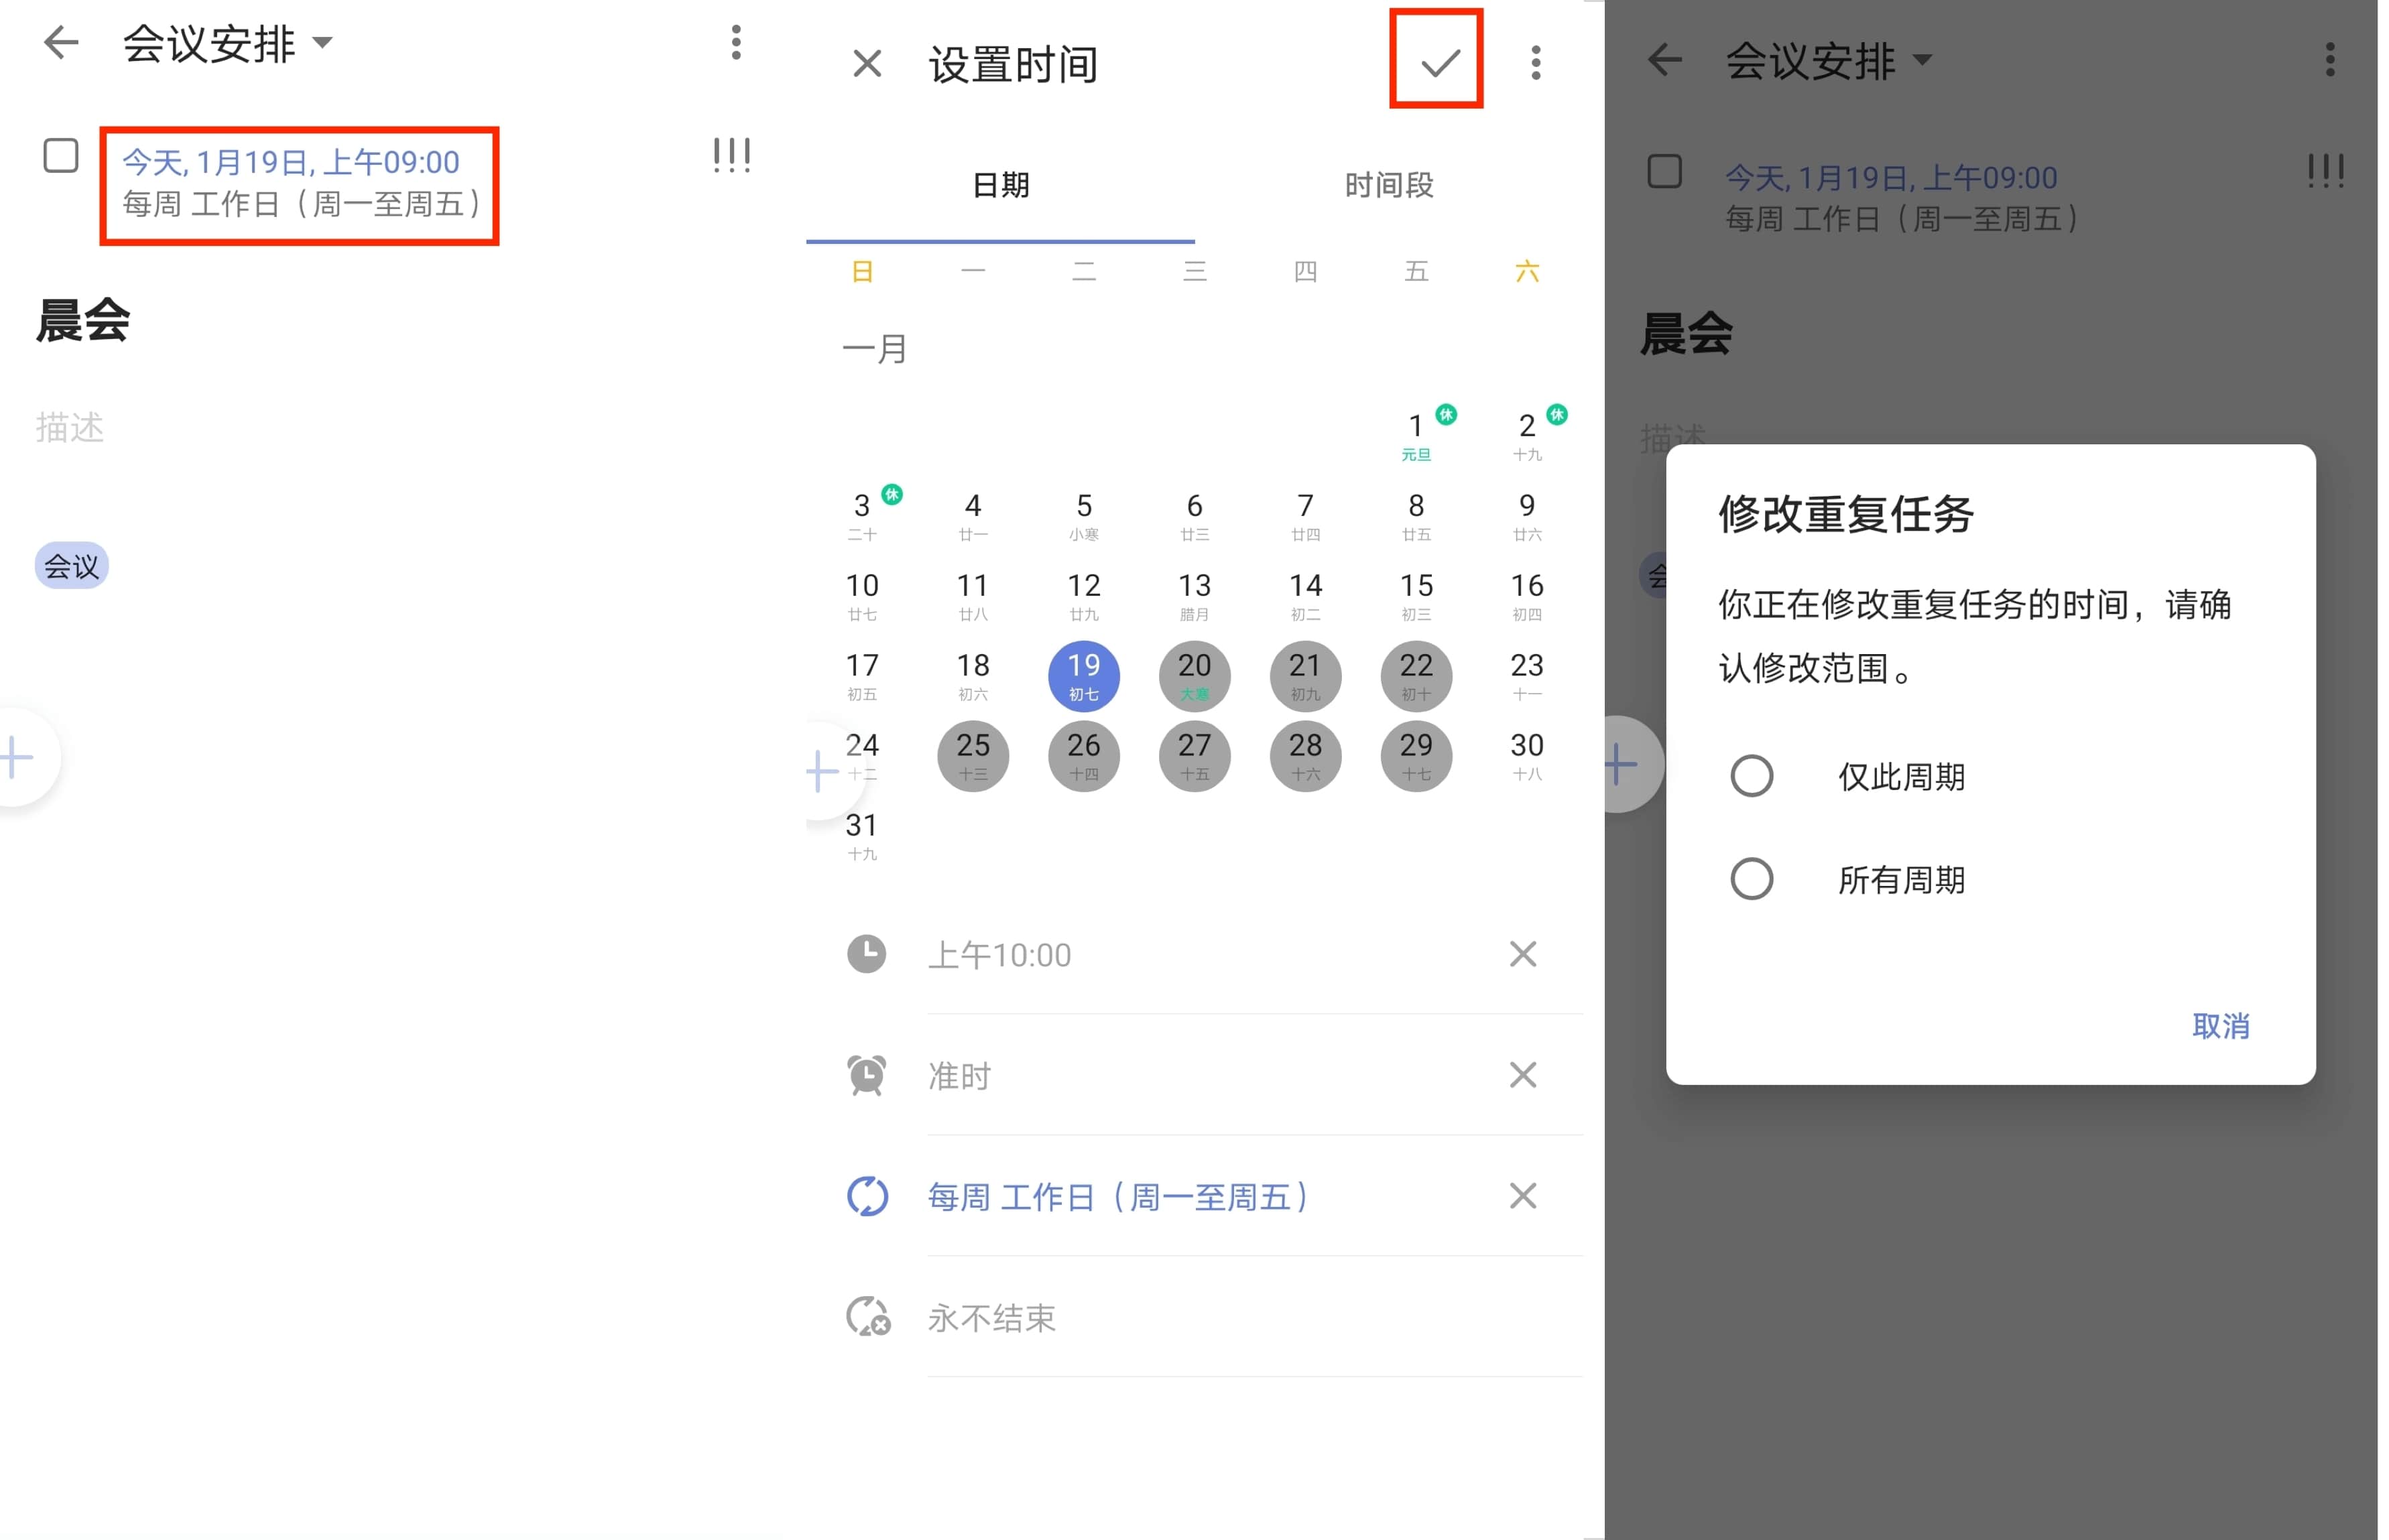 会议安排
今天, 1月19日, 上午09:00
每周 工作日（周一至周五）
晨会
描述
会议
设置时间
日期 时间段
日 一 二 三 四 五 六
一月
1 休 2 休
元旦 十九
3 休 4 5 6 7 8 9
二十 廿一 小寒 廿三 廿四 廿五 廿六
10 11 12 13 14 15 16
廿七 廿八 廿九 腊月 初二 初三 初四
17 18 19 20 21 22 23
初五 初六 初七 大寒 初九 初十 十一
24 25 26 27 28 29 30
十二 十三 十四 十五 十六 十七 十八
31
十九
上午10:00
准时
每周 工作日（周一至周五）
永不结束
会议安排
今天, 1月19日, 上午09:00
每周 工作日（周一至周五）
晨会
描述
会
修改重复任务
你正在修改重复任务的时间，请确
认修改范围。
仅此周期
所有周期
取消